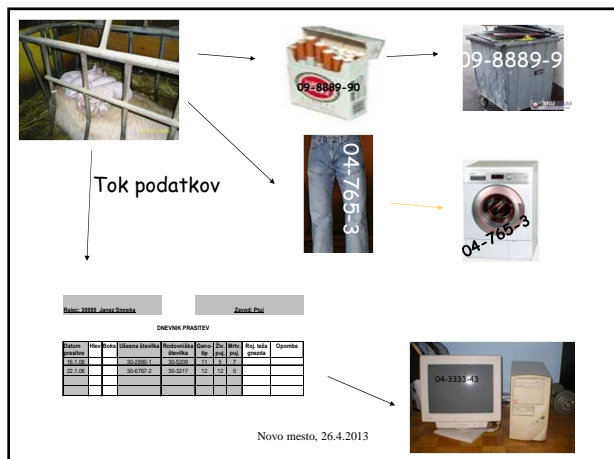 09-8889-90
09-8889-9
04-765-3
Tok podatkov
04-765-3
Rejec: 30999 Janez Smrska
Zavod: Ptuj
DNEVNIK PRASITEV
Datum prasitve Hlev Boks Ušesna številka Rodovniška številka Geno-tip Živ. puj. Mrtv. puj. Roj. teža gnezda Opombe
16.1.06 30-2890-1 30-5209 11 5 7
22.1.06 30-6767-2 30-3217 12 12 0
04-3333-43
Novo mesto, 26.4.2013